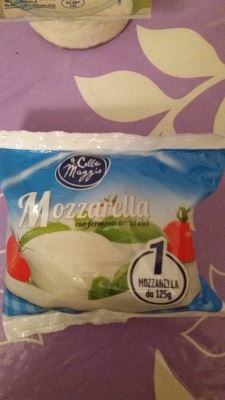 Colle
Maggio
Mozzarella
con fermenti lattici vivi
1
MOZZARELLA
da 125g